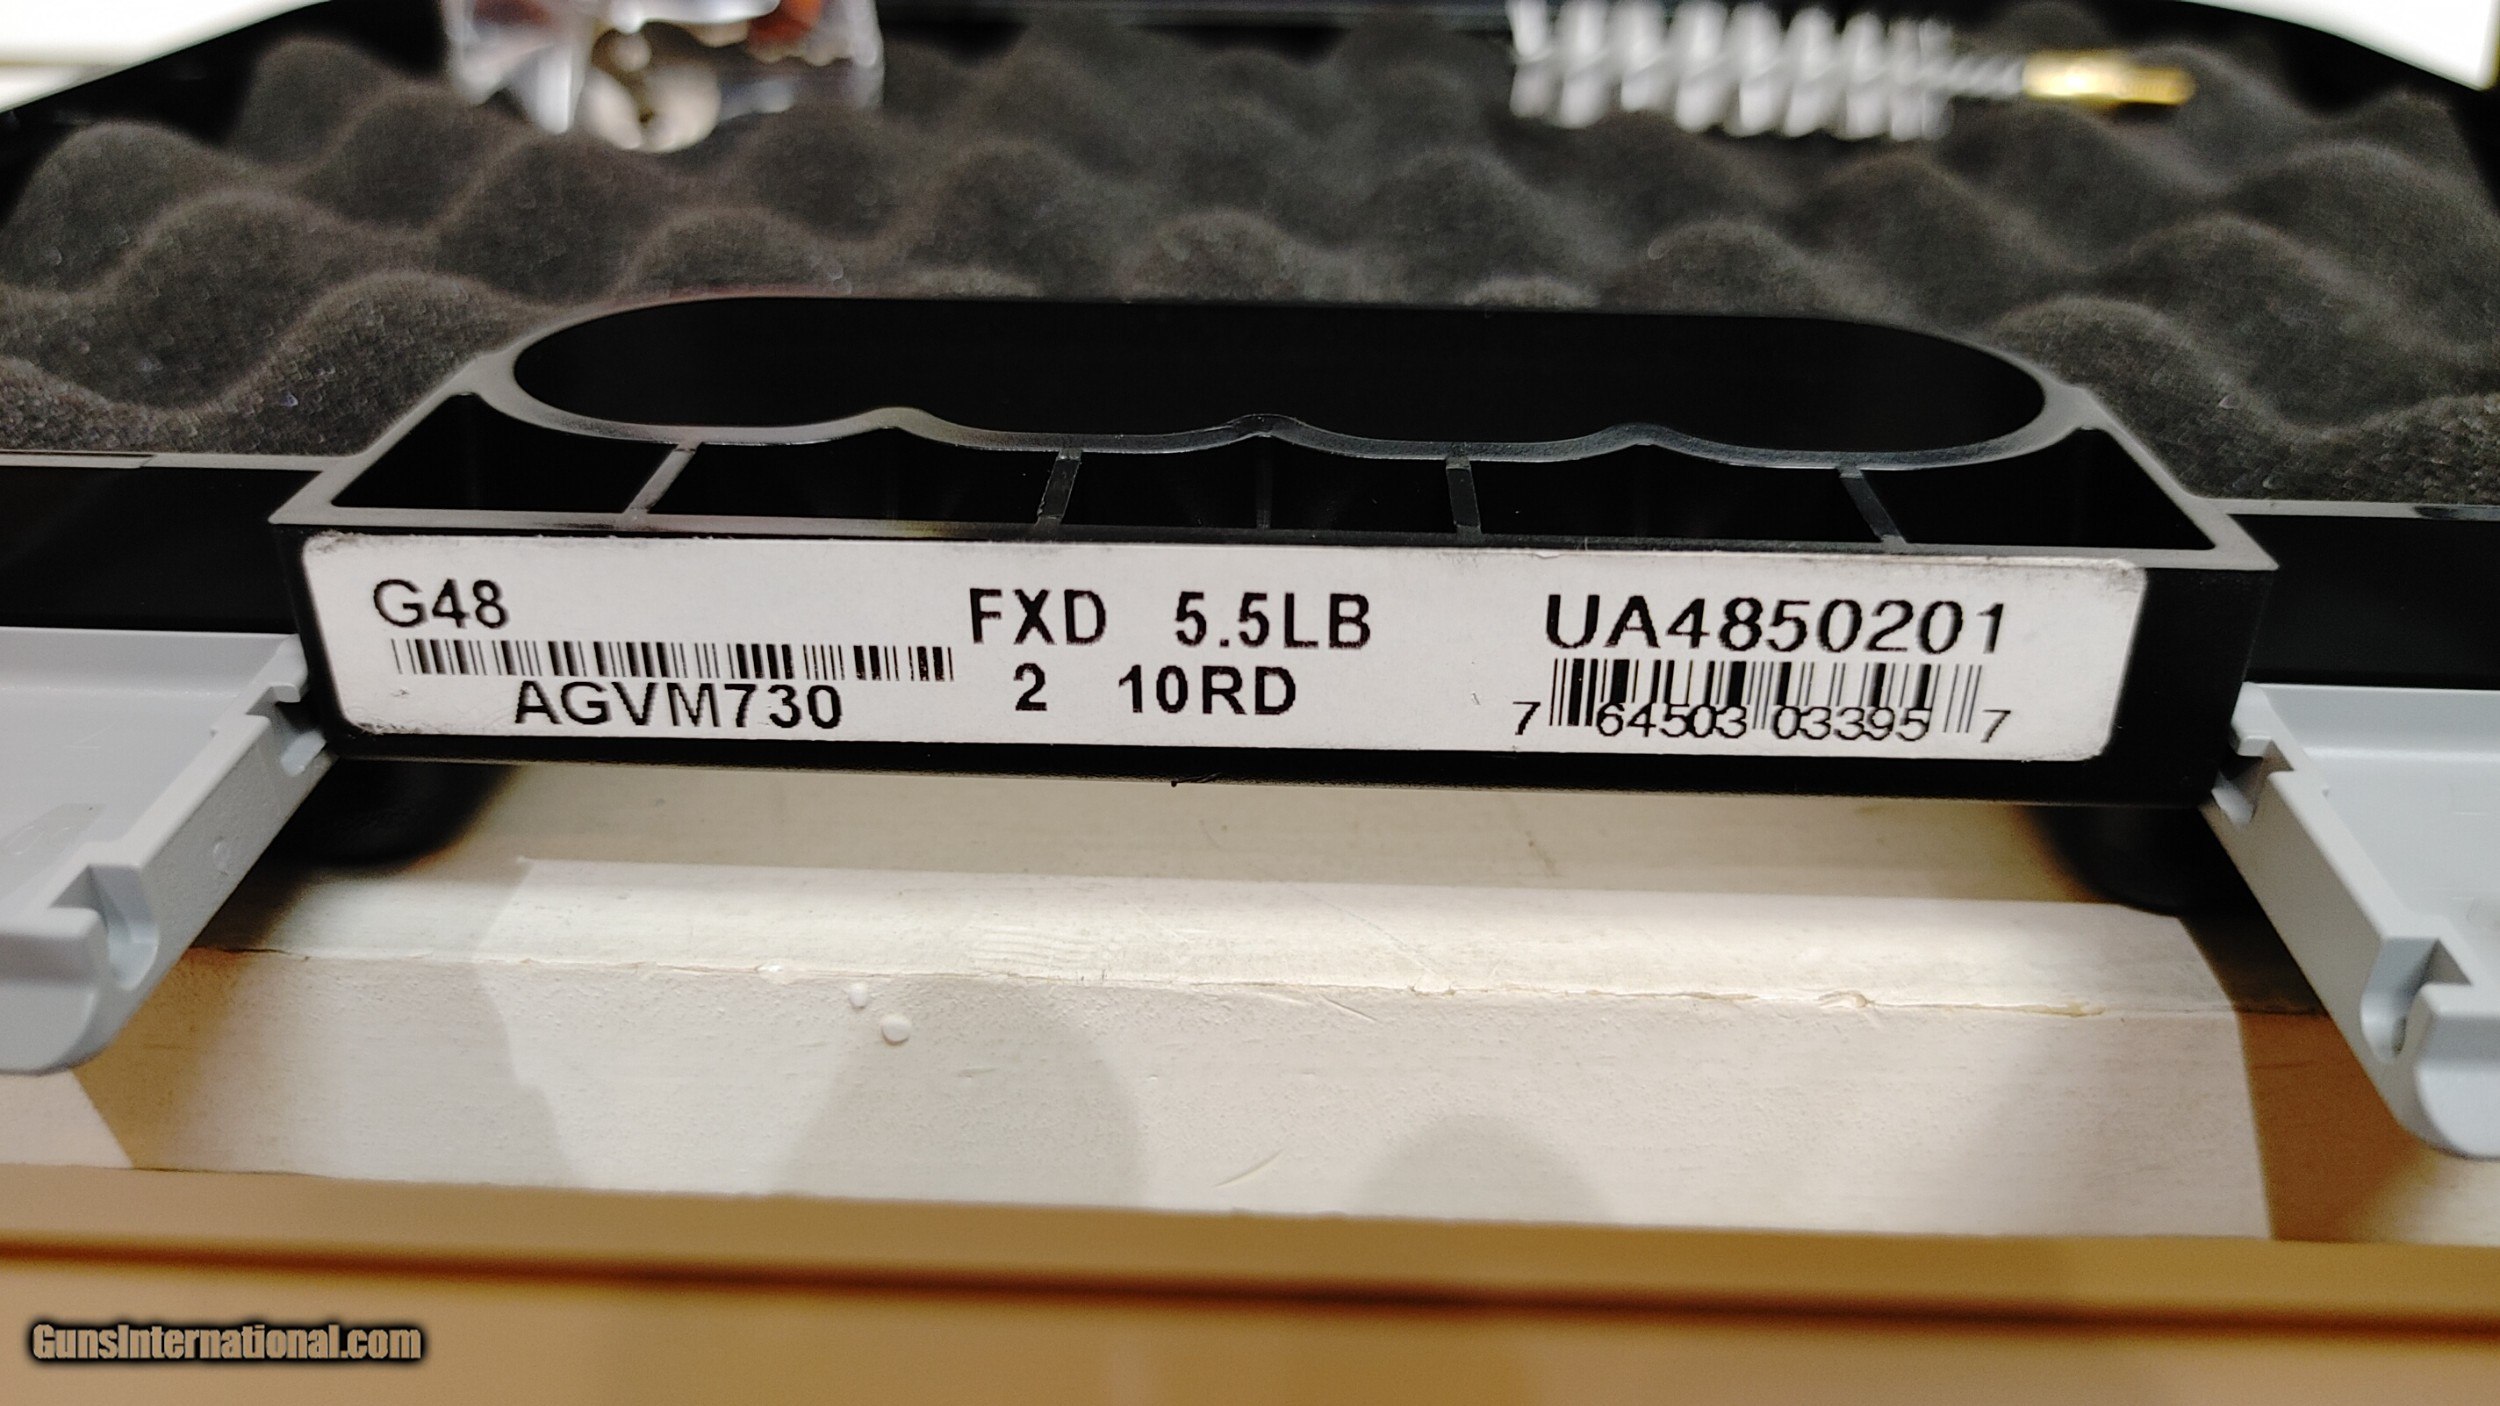 G48
AGVM730
FXD 5.5LB
2 10RD
UA4850201
7 64503 03395 7
GunsInternational.com